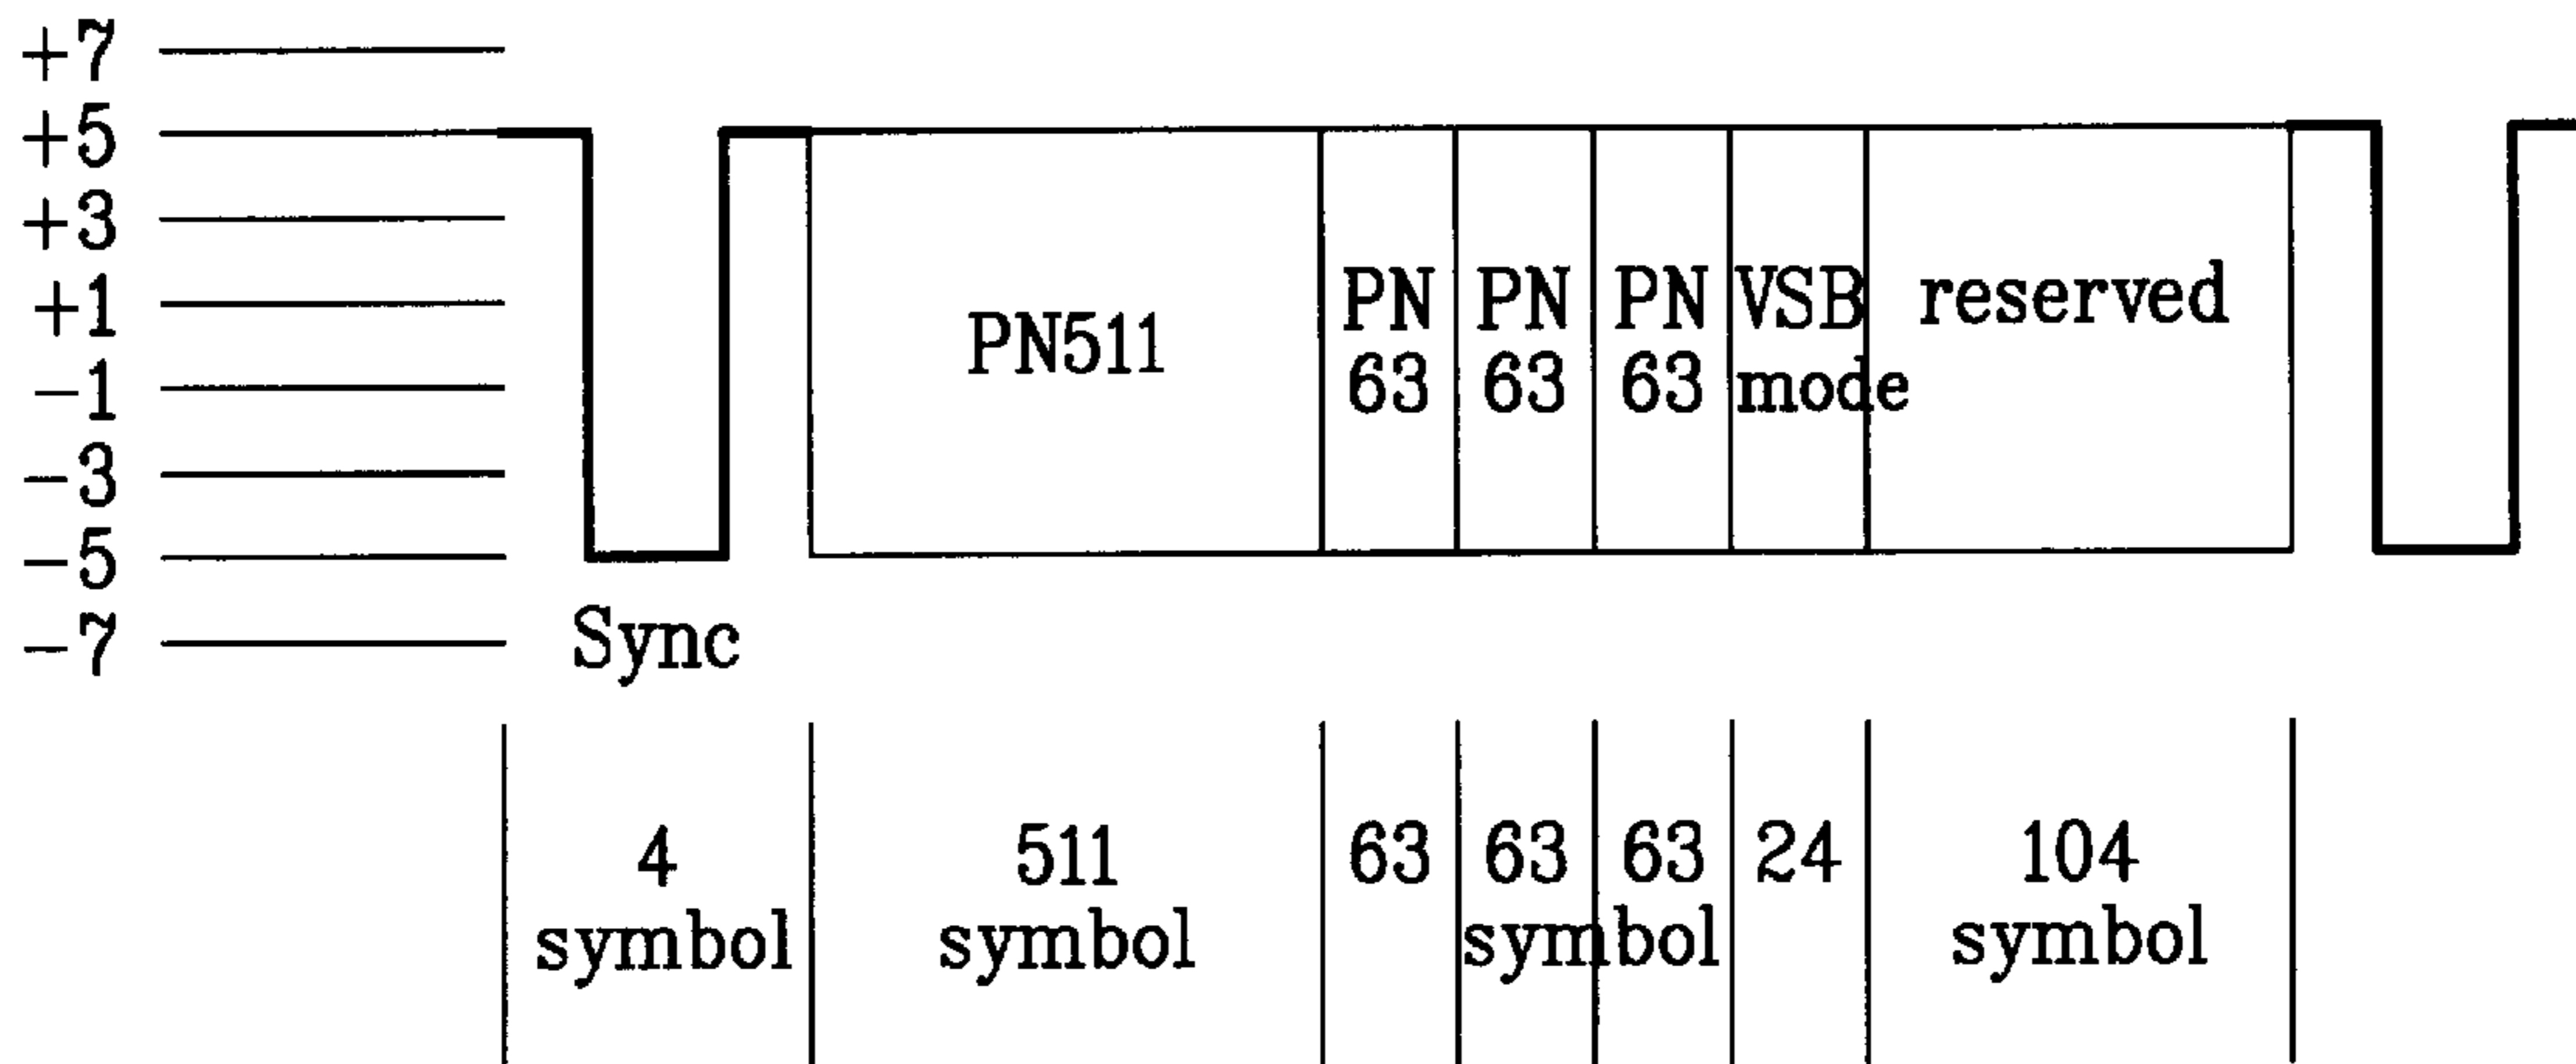 +7
+5
+3
+1
−1
−3
−5
−7
Sync
PN511
PN
63
PN
63
PN
63
VSB
mode
reserved
4
symbol
511
symbol
63 63 63 24
symbol
104
symbol